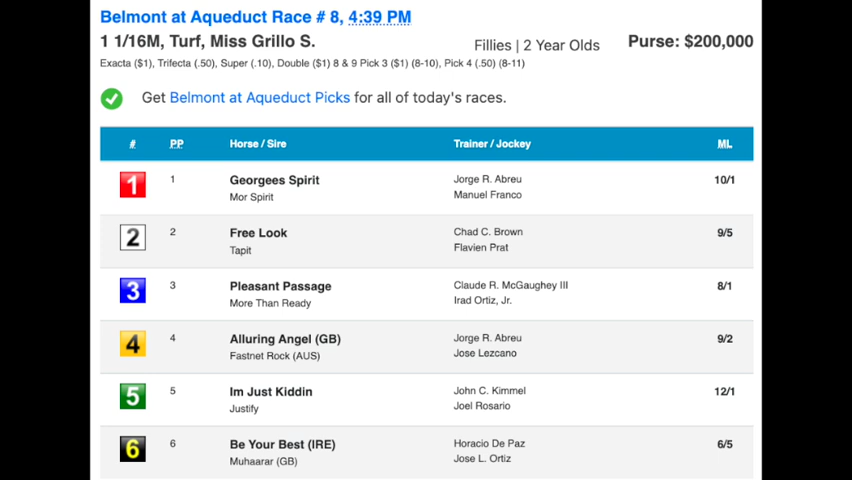 Belmont at Aqueduct Race # 8, 4:39 PM
1 1/16M, Turf, Miss Grillo S. Fillies | 2 Year Olds Purse: $200,000
Exacta ($1), Trifecta (.50), Super (.10), Double ($1) 8 & 9 Pick 3 ($1) (8-10), Pick 4 (.50) (8-11)
Get Belmont at Aqueduct Picks for all of today's races.
# PP Horse / Sire Trainer / Jockey ML
1 1 Georgees Spirit Jorge R. Abreu 10/1
Mor Spirit Manuel Franco
2 2 Free Look Chad C. Brown 9/5
Tapit Flavien Prat
3 3 Pleasant Passage Claude R. McGaughey III 8/1
More Than Ready Irad Ortiz, Jr.
4 4 Alluring Angel (GB) Jorge R. Abreu 9/2
Fastnet Rock (AUS) Jose Lezcano
5 5 Im Just Kiddin John C. Kimmel 12/1
Justify Joel Rosario
6 6 Be Your Best (IRE) Horacio De Paz 6/5
Muhaarar (GB) Jose L. Ortiz